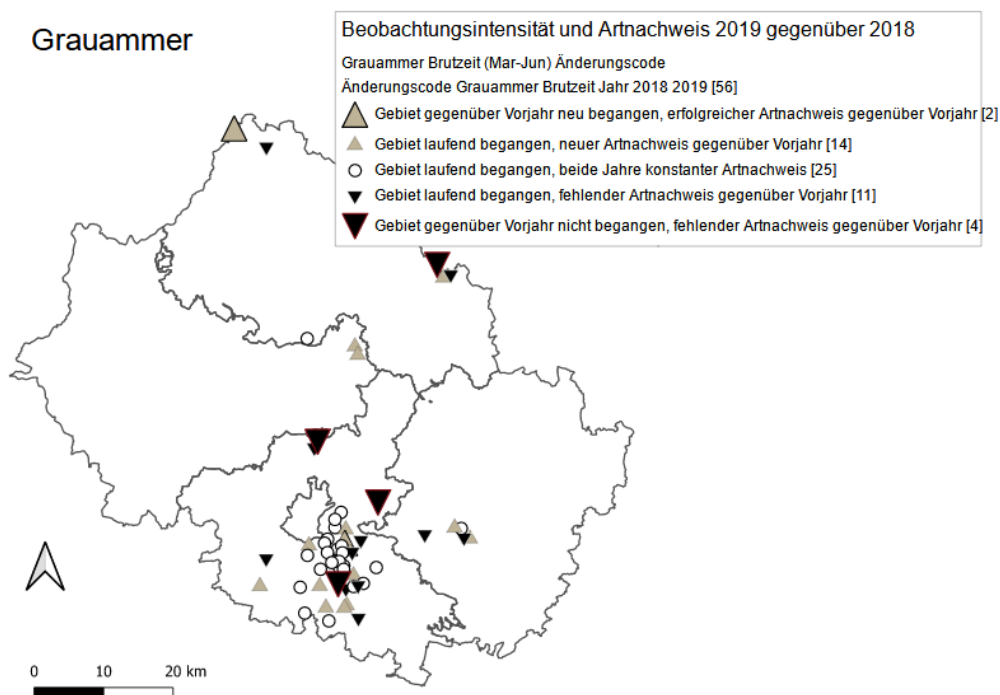 Grauammer
Beobachtungsintensität und Artnachweis 2019 gegenüber 2018
Grauammer Brutzeit (Mar-Jun) Änderungscode
Änderungscode Grauammer Brutzeit Jahr 2018 2019 [56]
Gebiet gegenüber Vorjahr neu begangen, erfolgreicher Artnachweis gegenüber Vorjahr [2]
Gebiet laufend begangen, neuer Artnachweis gegenüber Vorjahr [14]
Gebiet laufend begangen, beide Jahre konstanter Artnachweis [25]
Gebiet laufend begangen, fehlender Artnachweis gegenüber Vorjahr [11]
Gebiet gegenüber Vorjahr nicht begangen, fehlender Artnachweis gegenüber Vorjahr [4]
0 10 20 km